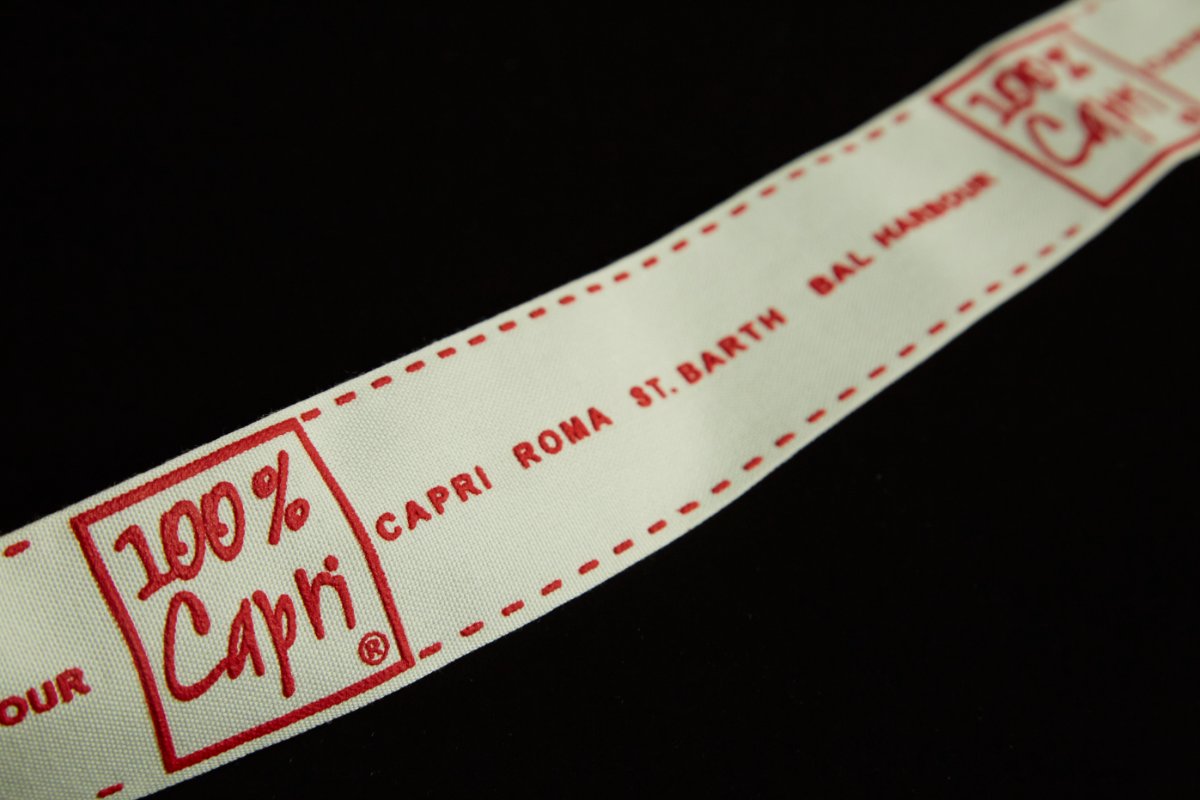 OUR
100%
Capri
®
CAPRI ROMA ST. BARTH BAL HARBOUR
100%
Capri